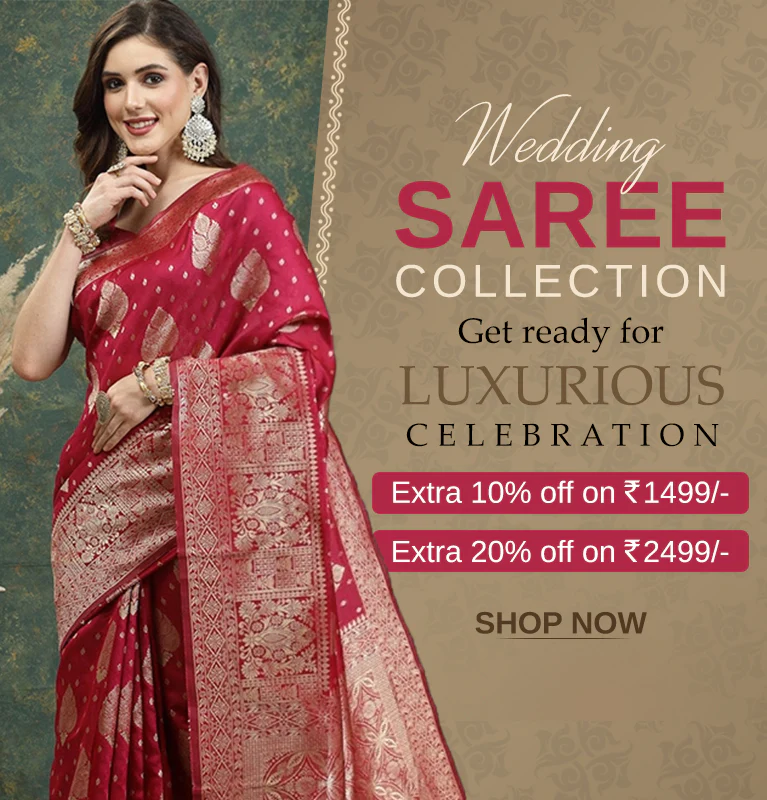 Wedding
SAREE
COLLECTION
Get ready for
LUXURIOUS
CELEBRATION
Extra 10% off on ₹1499/-
Extra 20% off on ₹2499/-
SHOP NOW